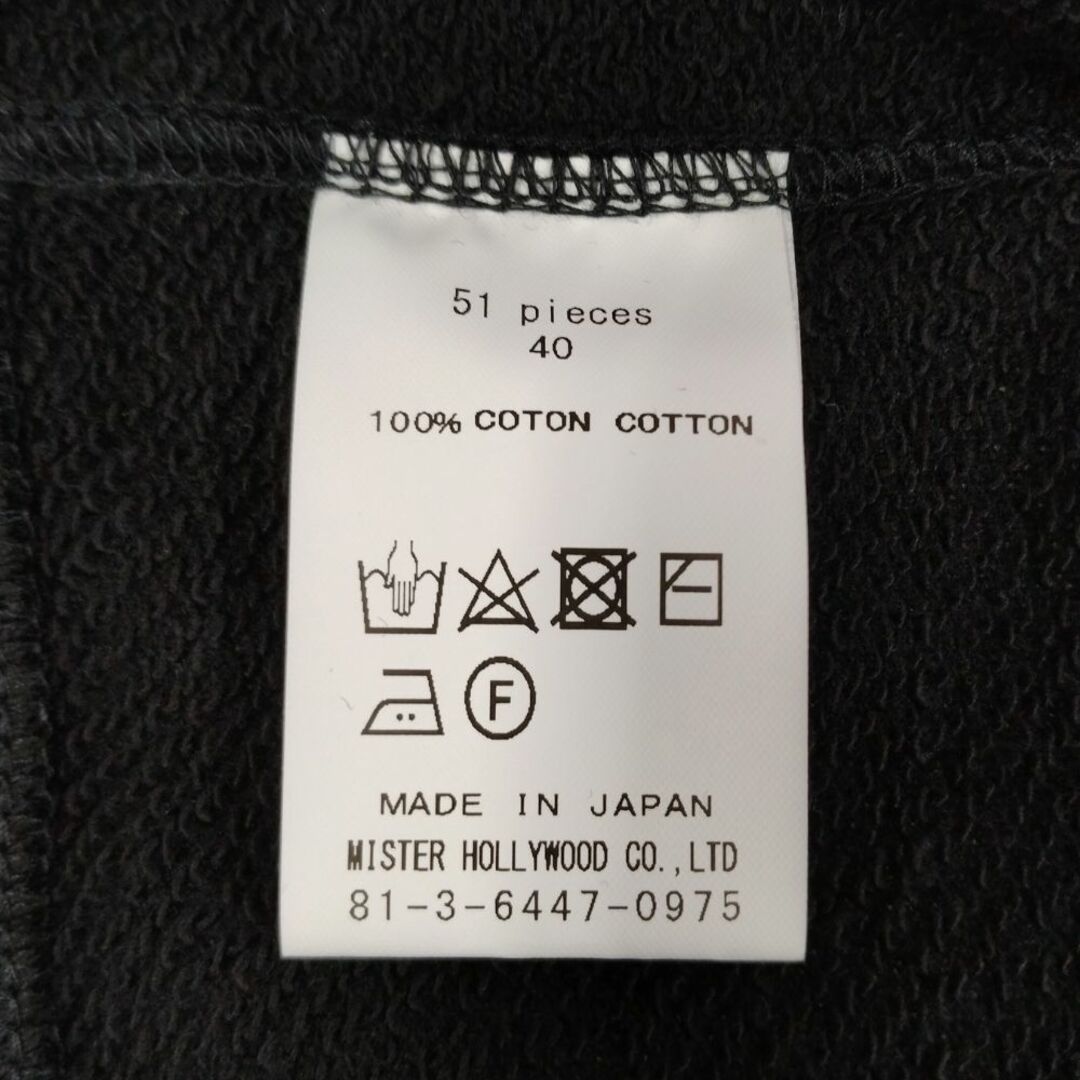 51 pieces
40
100% COTON COTTON
F
MADE IN JAPAN
MISTER HOLLYWOOD CO.,LTD
81-3-6447-0975